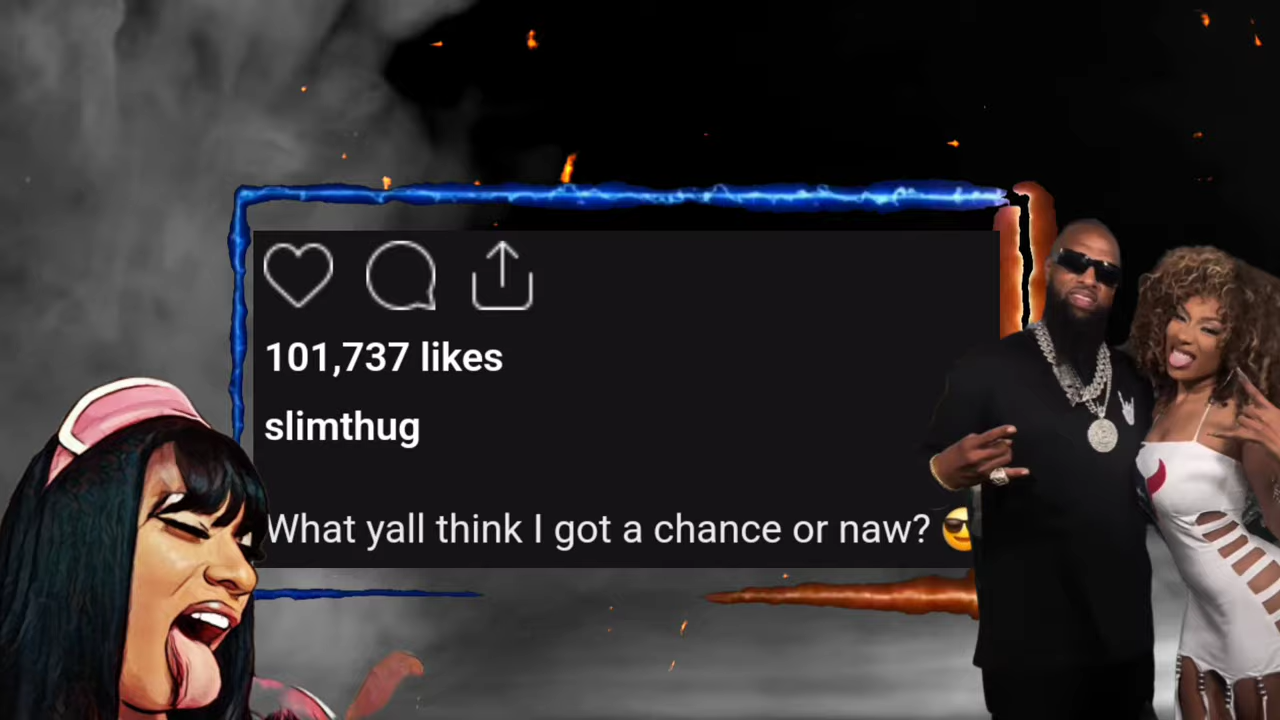 101,737 likes
slimthug
What yall think I got a chance or naw? 😎